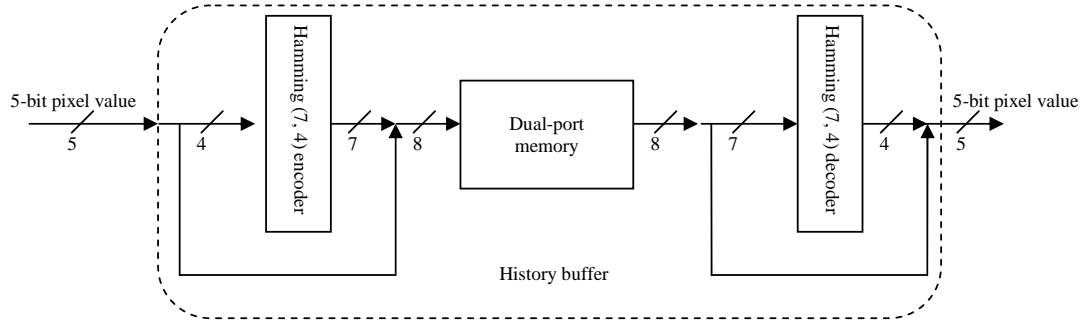 5-bit pixel value
5
4
Hamming (7, 4) encoder
7
8
Dual-port
memory
8
7
Hamming (7, 4) decoder
4
5-bit pixel value
5
History buffer